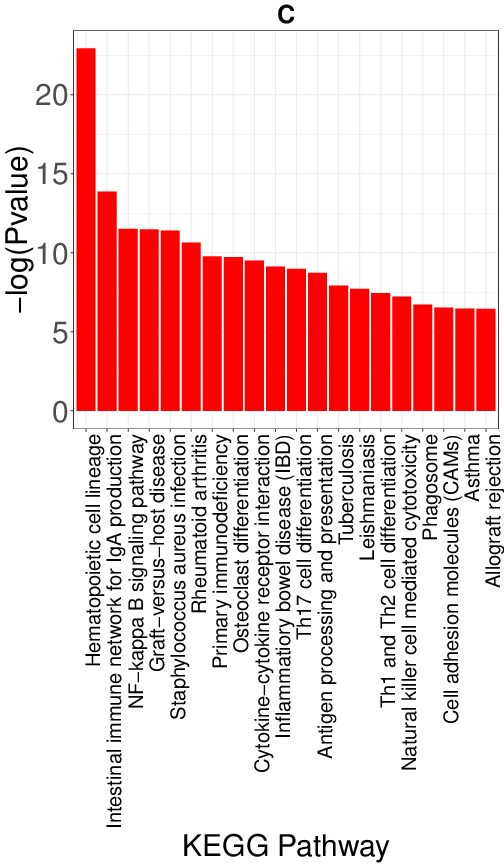 C
−log(Pvalue)
20
15
10
5
0
Hematopoietic cell lineage
Intestinal immune network for IgA production
NF−kappa B signaling pathway
Graft−versus−host disease
Staphylococcus aureus infection
Rheumatoid arthritis
Primary immunodeficiency
Osteoclast differentiation
Cytokine−cytokine receptor interaction
Inflammatiory bowel disease (IBD)
Th17 cell differentiation
Antigen processing and presentation
Tuberculosis
Leishmaniasis
Th1 and Th2 cell differentiation
Natural killer cell mediated cytotoxicity
Phagosome
Cell adhesion molecules (CAMs)
Asthma
Allograft rejection
KEGG Pathway